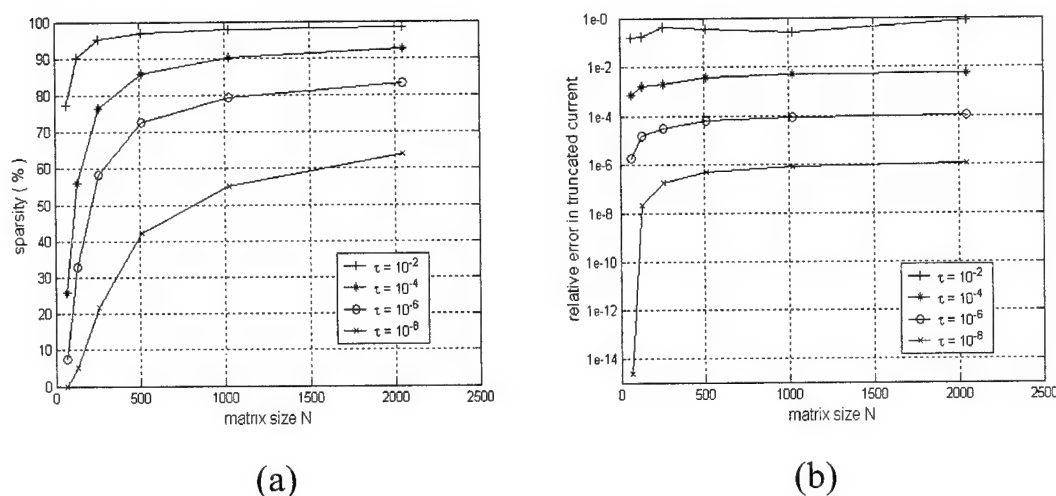 100
90
80
70
60
50
40
30
20
10
0
sparsity ( % )
0
500
1000
1500
2000
2500
matrix size N
τ = 10⁻²
τ = 10⁻⁴
τ = 10⁻⁶
τ = 10⁻⁸
(a)
1e-0
1e-2
1e-4
1e-6
1e-8
1e-10
1e-12
1e-14
relative error in truncated current
0
500
1000
1500
2000
2500
matrix size N
τ = 10⁻²
τ = 10⁻⁴
τ = 10⁻⁶
τ = 10⁻⁸
(b)